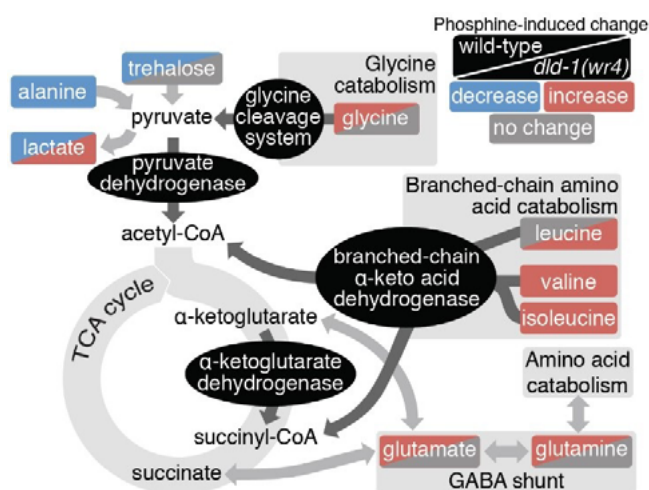 Phosphine-induced change
wild-type
dld-1(wr4)
decrease
increase
no change
Glycine
catabolism
trehalose
alanine
pyruvate
glycine
cleavage
system
glycine
lactate
pyruvate
dehydrogenase
Branched-chain amino
acid catabolism
leucine
acetyl-CoA
branched-chain
α-keto acid
dehydrogenase
valine
isoleucine
TCA cycle
α-ketoglutarate
α-ketoglutarate
dehydrogenase
Amino acid
catabolism
succinyl-CoA
glutamate
glutamine
succinate
GABA shunt